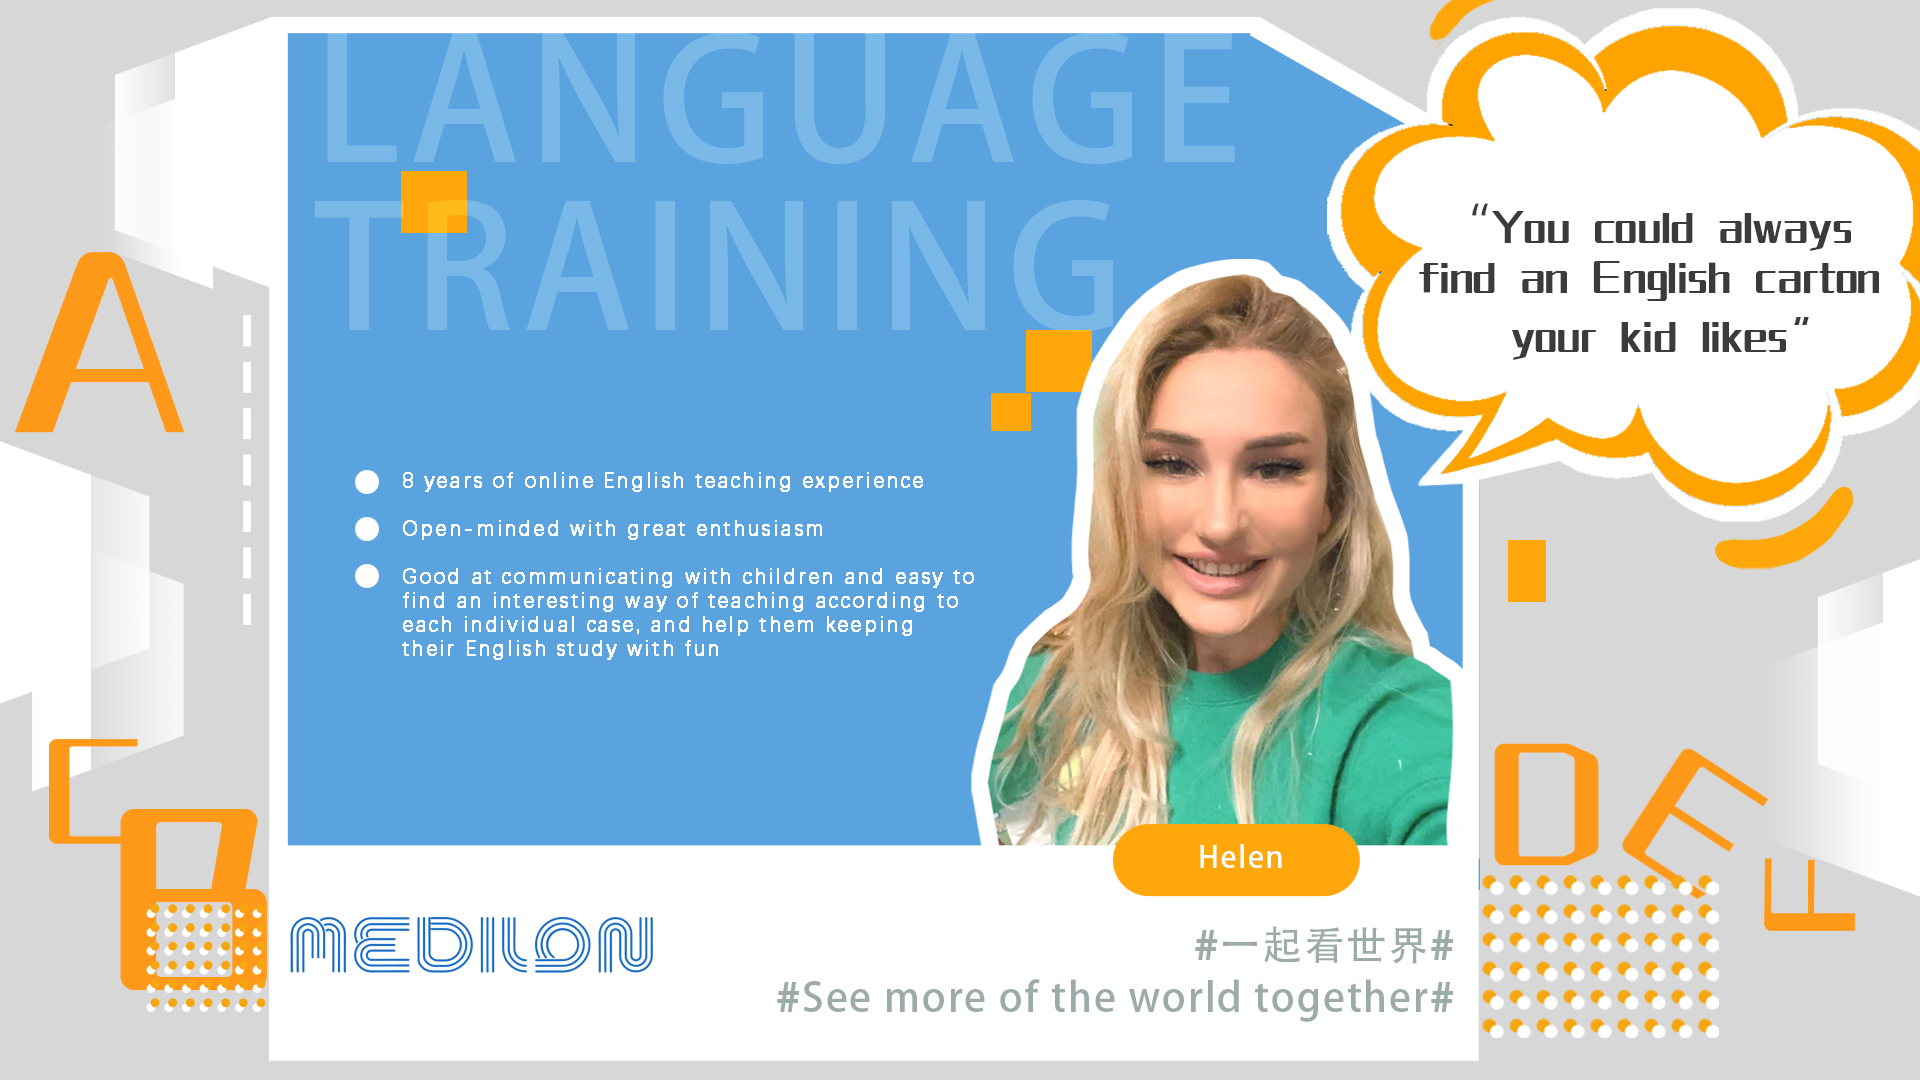 LANGUAGE
TRAINING
“You could always
find an English carton
your kid likes”
8 years of online English teaching experience
Open-minded with great enthusiasm
Good at communicating with children and easy to
find an interesting way of teaching according to
each individual case, and help them keeping
their English study with fun
Helen
MEDILON
#一起看世界#
#See more of the world together#
A
C
B
D
E
F